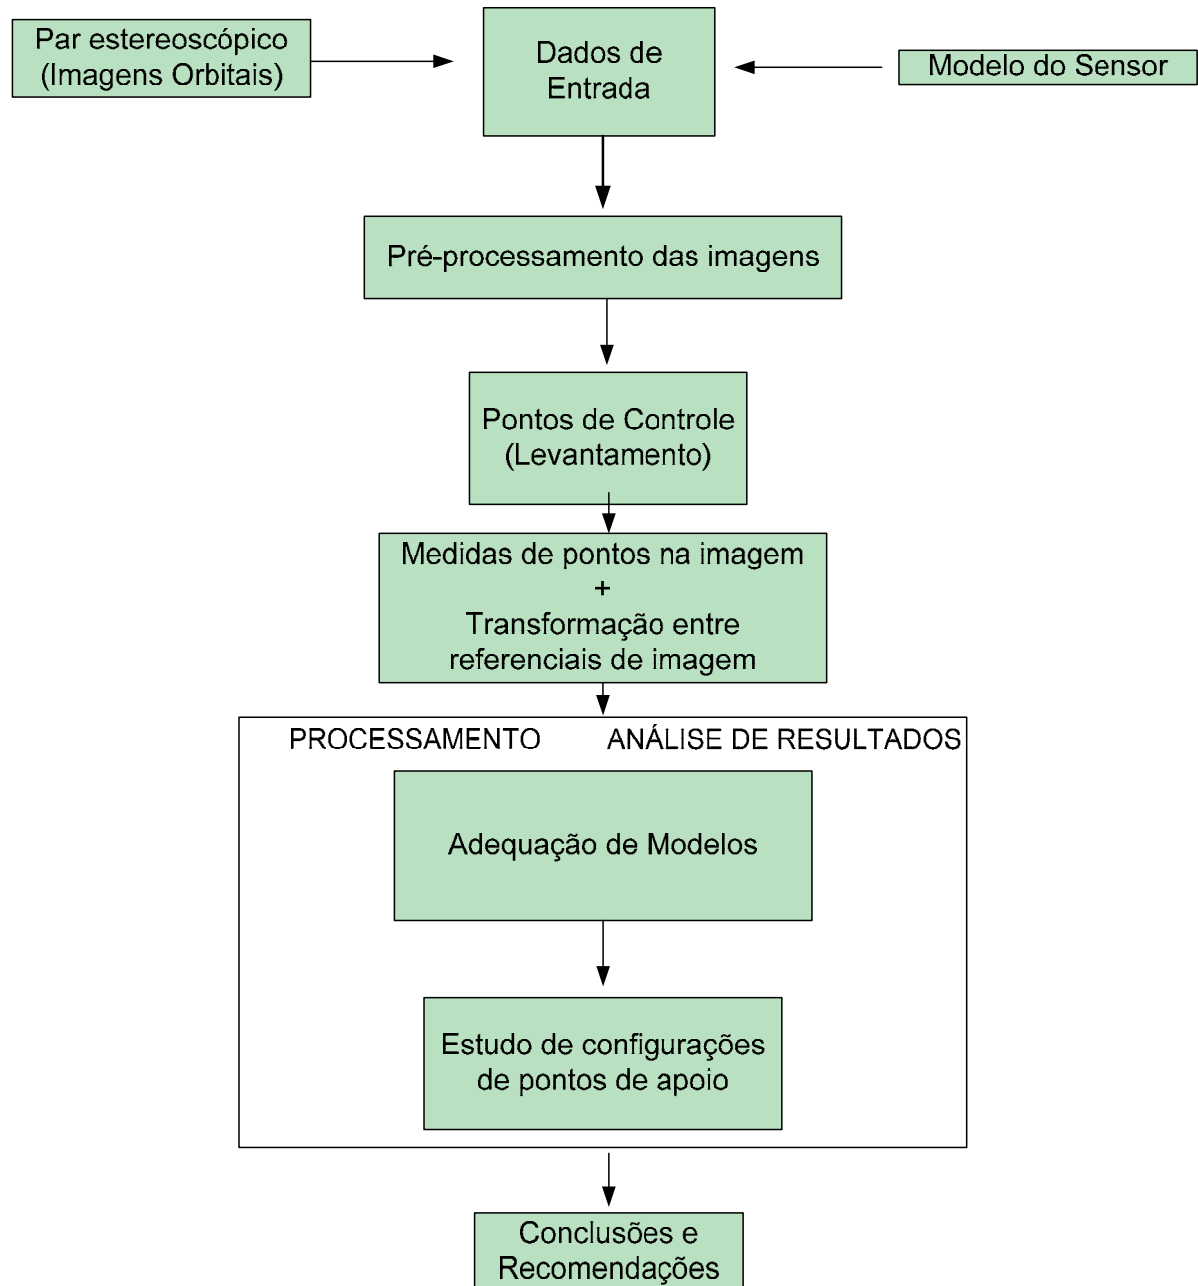 Par estereoscópico
(Imagens Orbitais)
Dados de
Entrada
Modelo do Sensor
Pré-processamento das imagens
Pontos de Controle
(Levantamento)
Medidas de pontos na imagem
+
Transformação entre
referenciais de imagem
PROCESSAMENTO
ANÁLISE DE RESULTADOS
Adequação de Modelos
Estudo de configurações
de pontos de apoio
Conclusões e
Recomendações